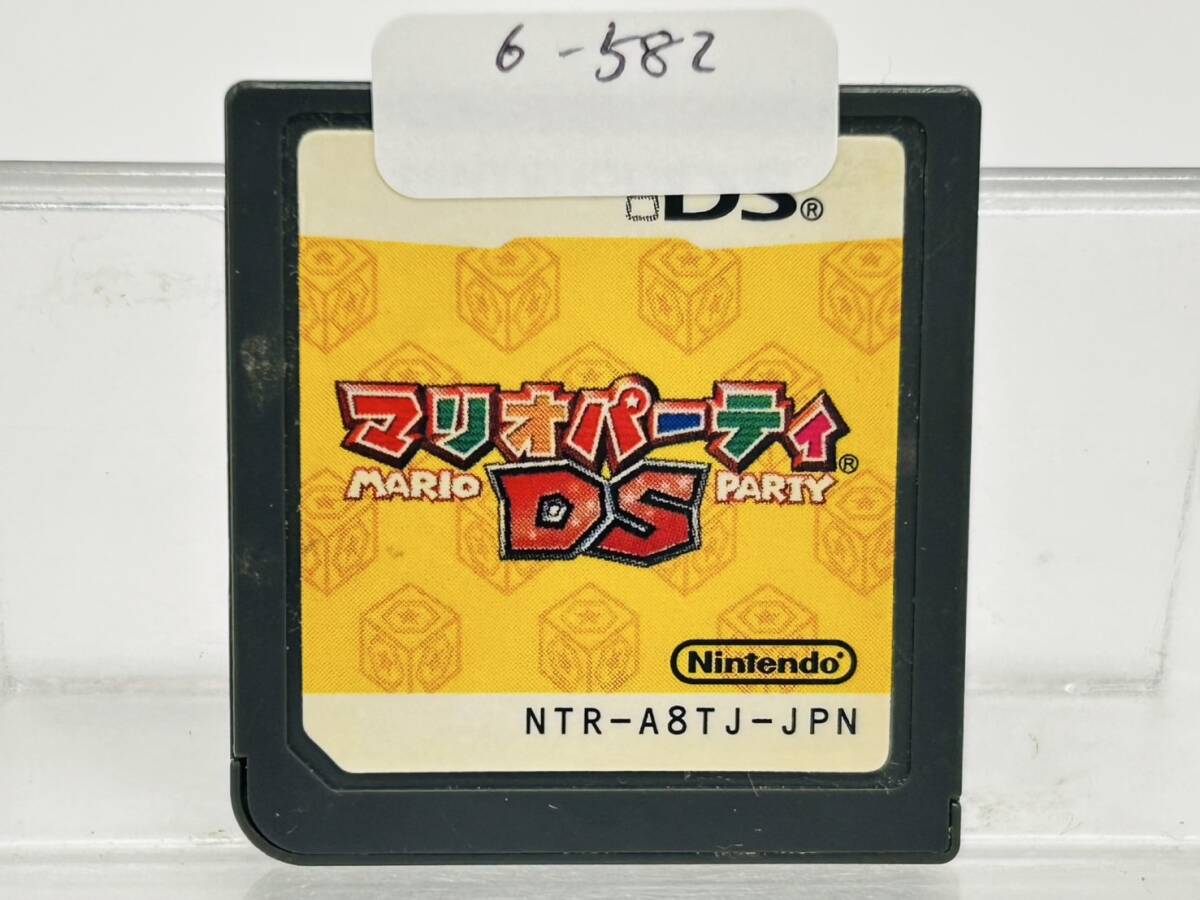 6-582
DS®
マリオパーティ®
MARIO DS PARTY
Nintendo®
NTR-A8TJ-JPN